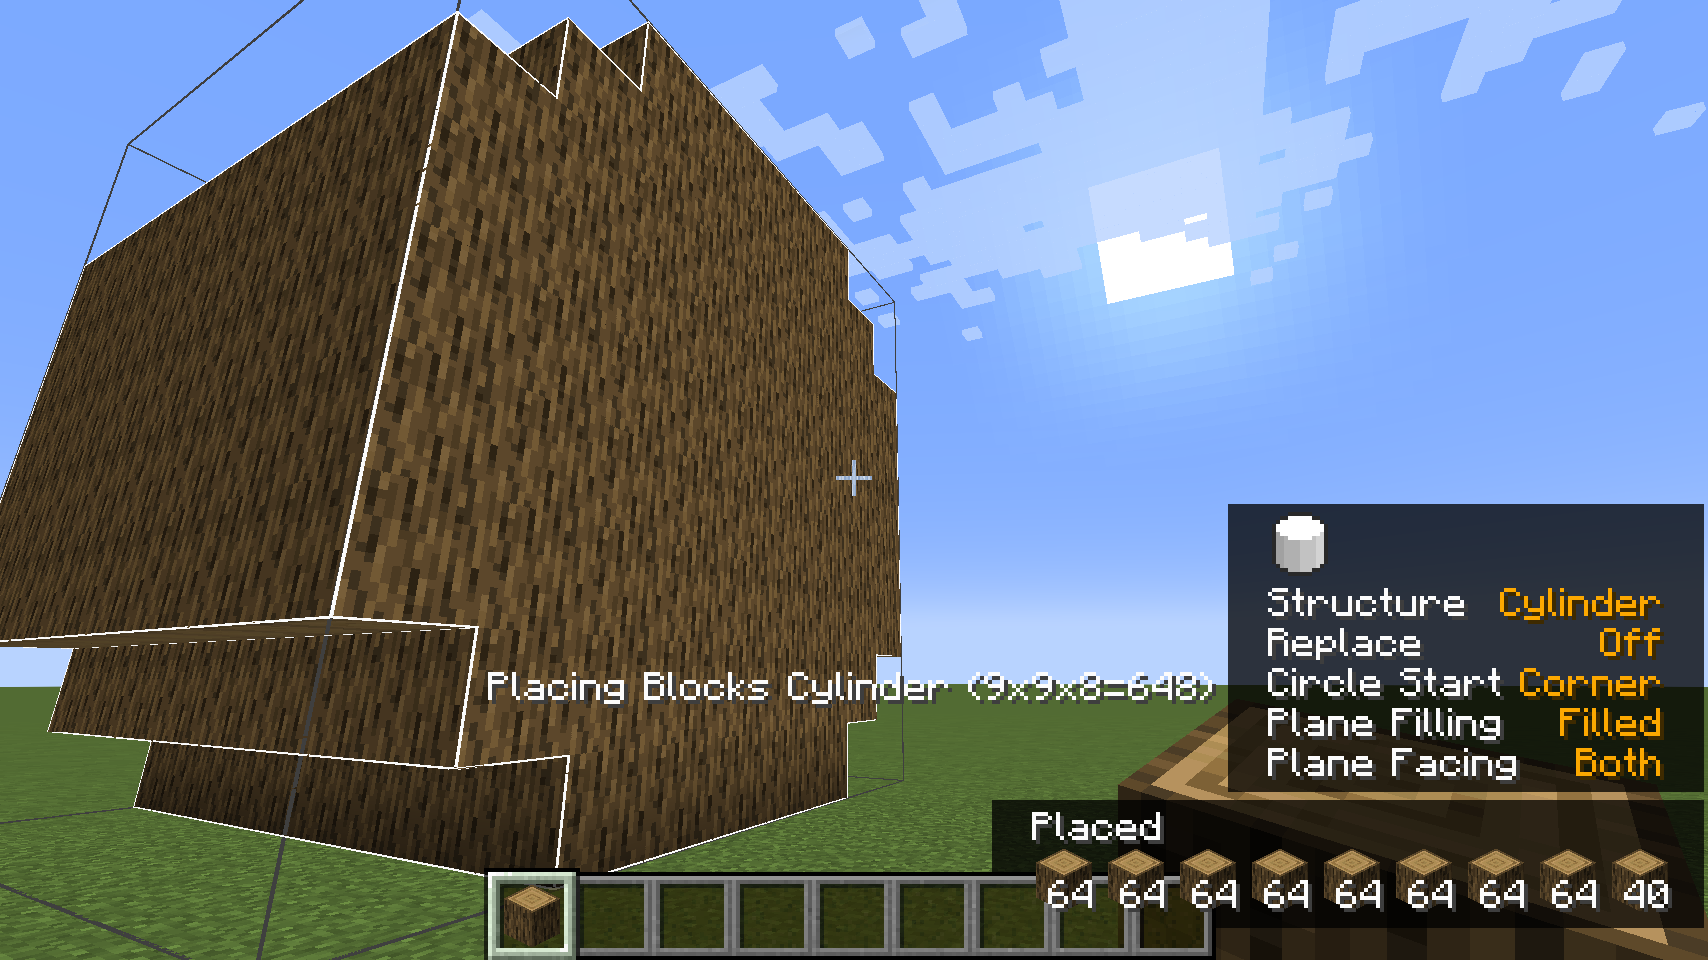 Placing Blocks Cylinder (9x9x8=648)
Structure Cylinder
Replace Off
Circle Start Corner
Plane Filling Filled
Plane Facing Both
Placed
64 64 64 64 64 64 64 64 40